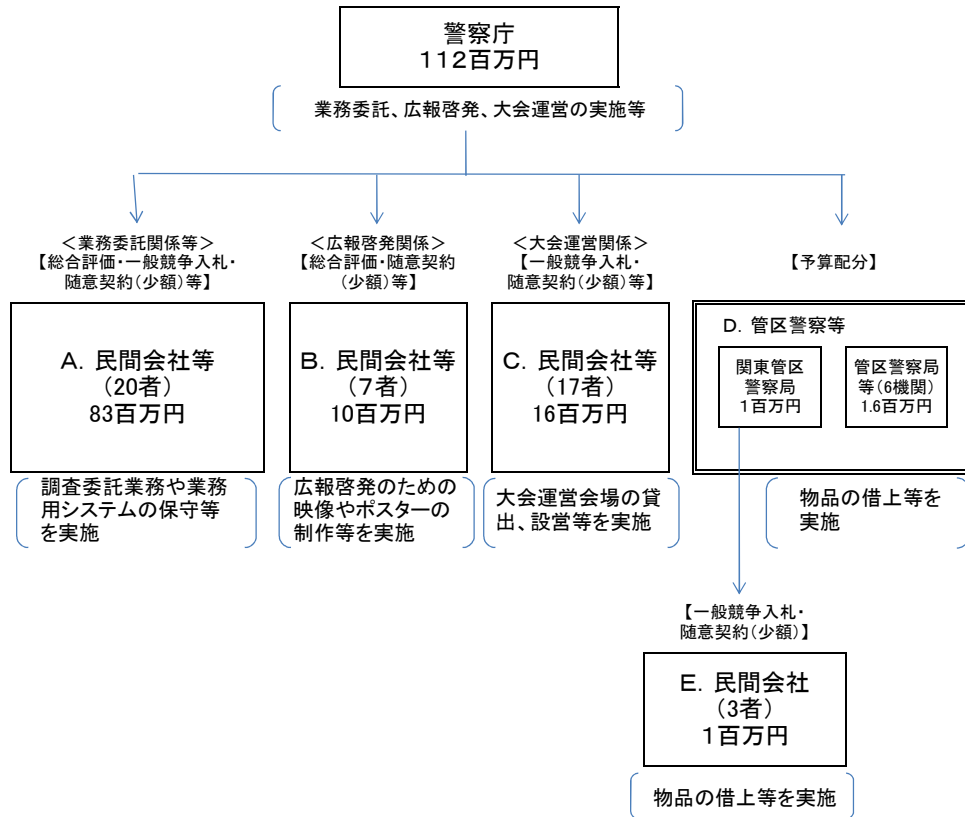 警察庁
112百万円
業務委託、広報啓発、大会運営の実施等
＜業務委託関係等＞
【総合評価・一般競争入札・
随意契約(少額)等】
＜広報啓発関係＞
【総合評価・随意契約
(少額)等】
＜大会運営関係＞
【一般競争入札・
随意契約(少額)等】
【予算配分】
A．民間会社等
(20者)
83百万円
B．民間会社等
(7者)
10百万円
C．民間会社等
(17者)
16百万円
D．管区警察等
関東管区
警察局
1百万円
管区警察局
等(6機関)
1.6百万円
調査委託業務や業務
用システムの保守等
を実施
広報啓発のための
映像やポスターの
制作等を実施
大会運営会場の貸
出、設営等を実施
物品の借上等を
実施
【一般競争入札・
随意契約(少額)】
E．民間会社
(3者)
1百万円
物品の借上等を実施